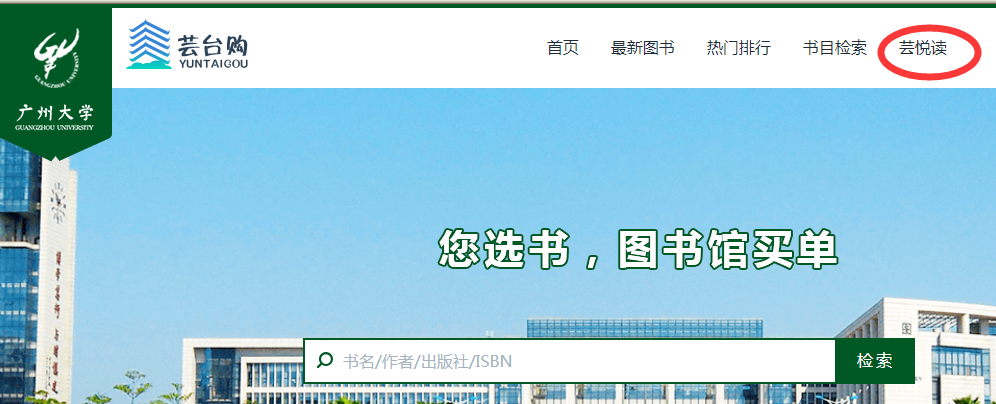 GUANGZHOU UNIVERSITY
广州大学
GUANGZHOU UNIVERSITY
芸台购
YUNTAIGOU
首页 最新图书 热门排行 书目检索 芸悦读
您选书，图书馆买单
书名/作者/出版社/ISBN 检索